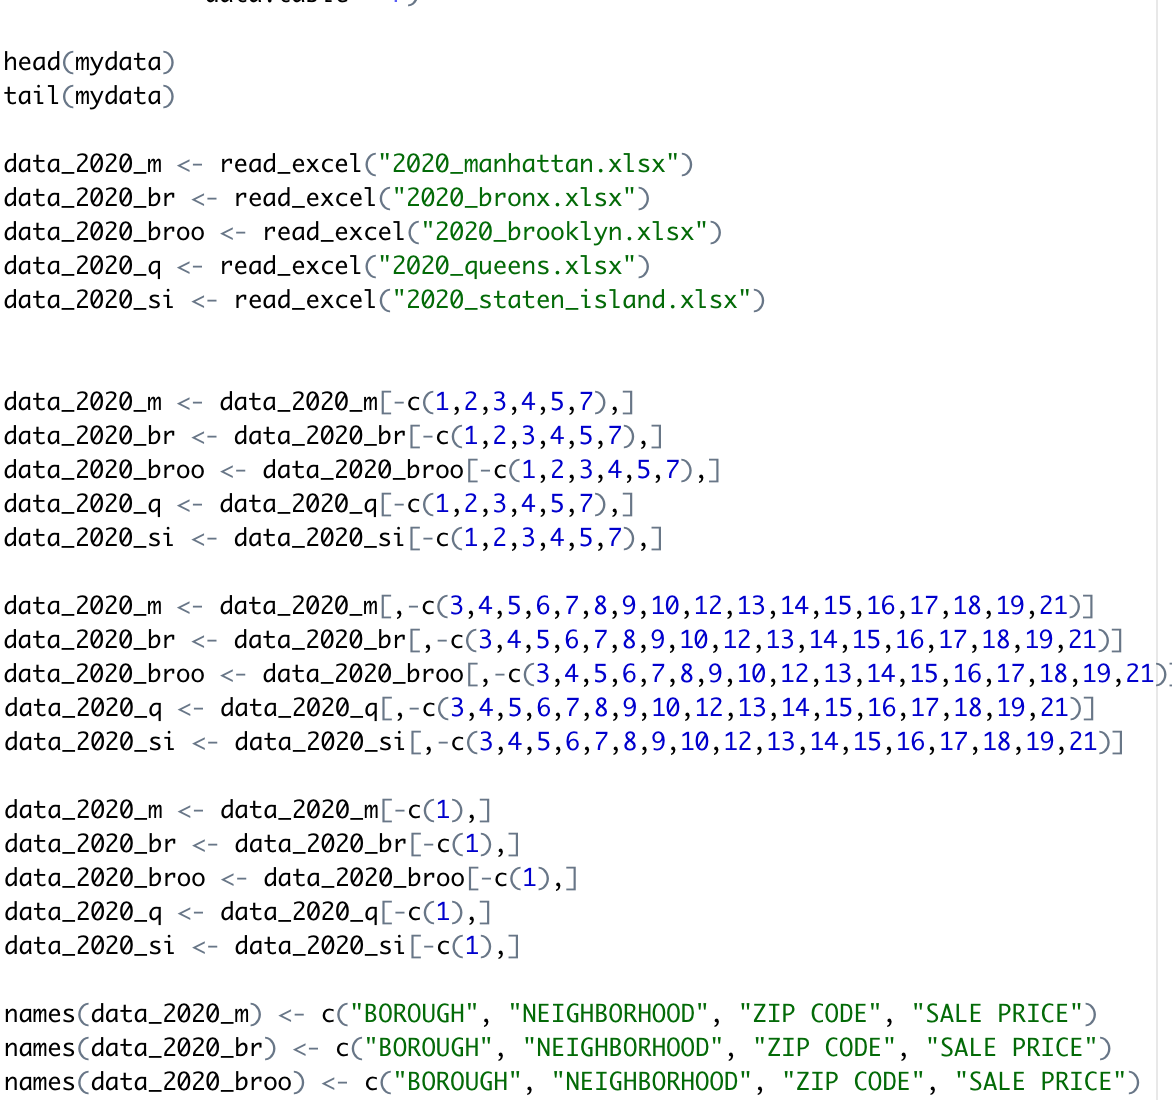 head(mydata)
tail(mydata)
data_2020_m <- read_excel("2020_manhattan.xlsx")
data_2020_br <- read_excel("2020_bronx.xlsx")
data_2020_broo <- read_excel("2020_brooklyn.xlsx")
data_2020_q <- read_excel("2020_queens.xlsx")
data_2020_si <- read_excel("2020_staten_island.xlsx")
data_2020_m <- data_2020_m[-c(1,2,3,4,5,7),]
data_2020_br <- data_2020_br[-c(1,2,3,4,5,7),]
data_2020_broo <- data_2020_broo[-c(1,2,3,4,5,7),]
data_2020_q <- data_2020_q[-c(1,2,3,4,5,7),]
data_2020_si <- data_2020_si[-c(1,2,3,4,5,7),]
data_2020_m <- data_2020_m[,-c(3,4,5,6,7,8,9,10,12,13,14,15,16,17,18,19,21)]
data_2020_br <- data_2020_br[,-c(3,4,5,6,7,8,9,10,12,13,14,15,16,17,18,19,21)]
data_2020_broo <- data_2020_broo[,-c(3,4,5,6,7,8,9,10,12,13,14,15,16,17,18,19,21)]
data_2020_q <- data_2020_q[,-c(3,4,5,6,7,8,9,10,12,13,14,15,16,17,18,19,21)]
data_2020_si <- data_2020_si[,-c(3,4,5,6,7,8,9,10,12,13,14,15,16,17,18,19,21)]
data_2020_m <- data_2020_m[-c(1),]
data_2020_br <- data_2020_br[-c(1),]
data_2020_broo <- data_2020_broo[-c(1),]
data_2020_q <- data_2020_q[-c(1),]
data_2020_si <- data_2020_si[-c(1),]
names(data_2020_m) <- c("BOROUGH", "NEIGHBORHOOD", "ZIP CODE", "SALE PRICE")
names(data_2020_br) <- c("BOROUGH", "NEIGHBORHOOD", "ZIP CODE", "SALE PRICE")
names(data_2020_broo) <- c("BOROUGH", "NEIGHBORHOOD", "ZIP CODE", "SALE PRICE")